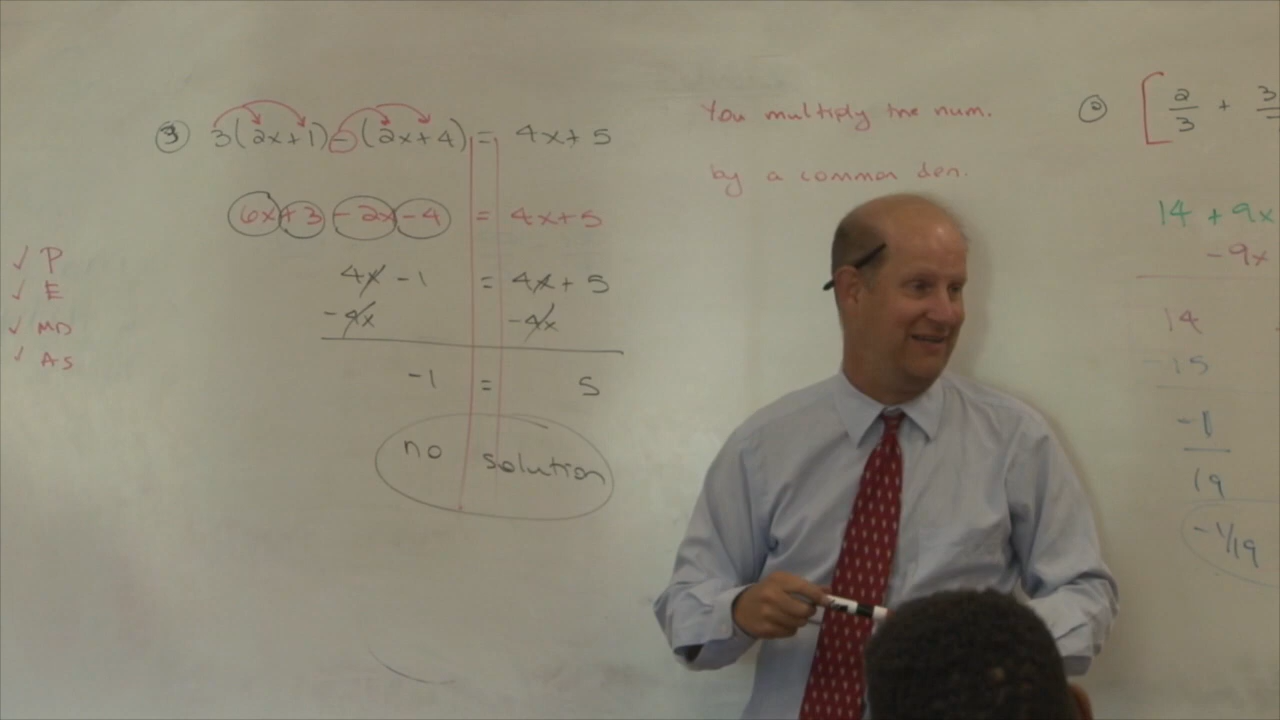 ③ 3(2x+1)-(2x+4) = 4x+5
6x+3-2x-4 = 4x+5
4x-1 = 4x+5
-4x -4x
-1 = 5
no solution
✓ P
✓ E
✓ MD
✓ AS
You multiply the num.
by a common den.
② [2/3 +
14 + 9x
-9x
14
-15
-1
19
-1/19